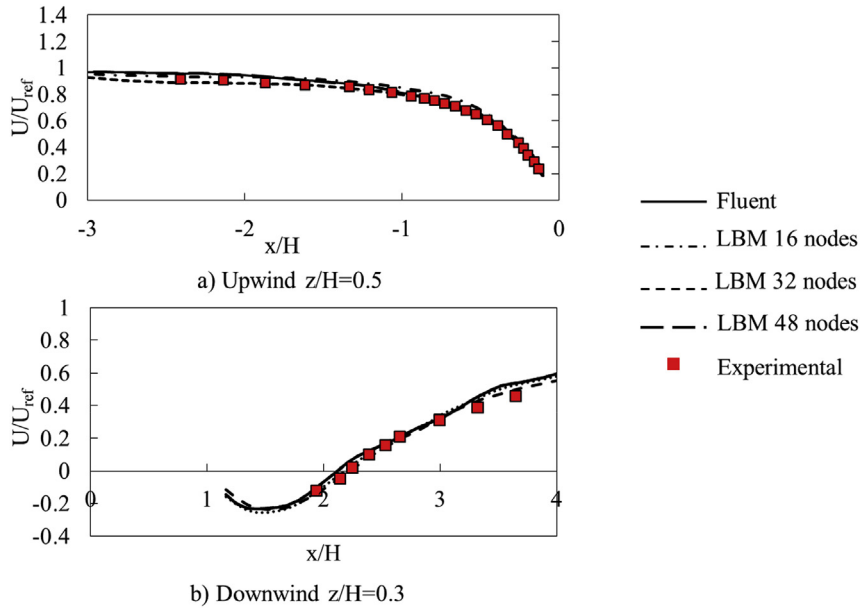 1.4
1.2
1
0.8
0.6
0.4
0.2
0
U/Uref
-3 -2 -1 0
x/H
a) Upwind z/H=0.5
1
0.8
0.6
0.4
0.2
0
-0.2
-0.4
U/Uref
0 1 2 3 4
x/H
b) Downwind z/H=0.3
Fluent
LBM 16 nodes
LBM 32 nodes
LBM 48 nodes
Experimental